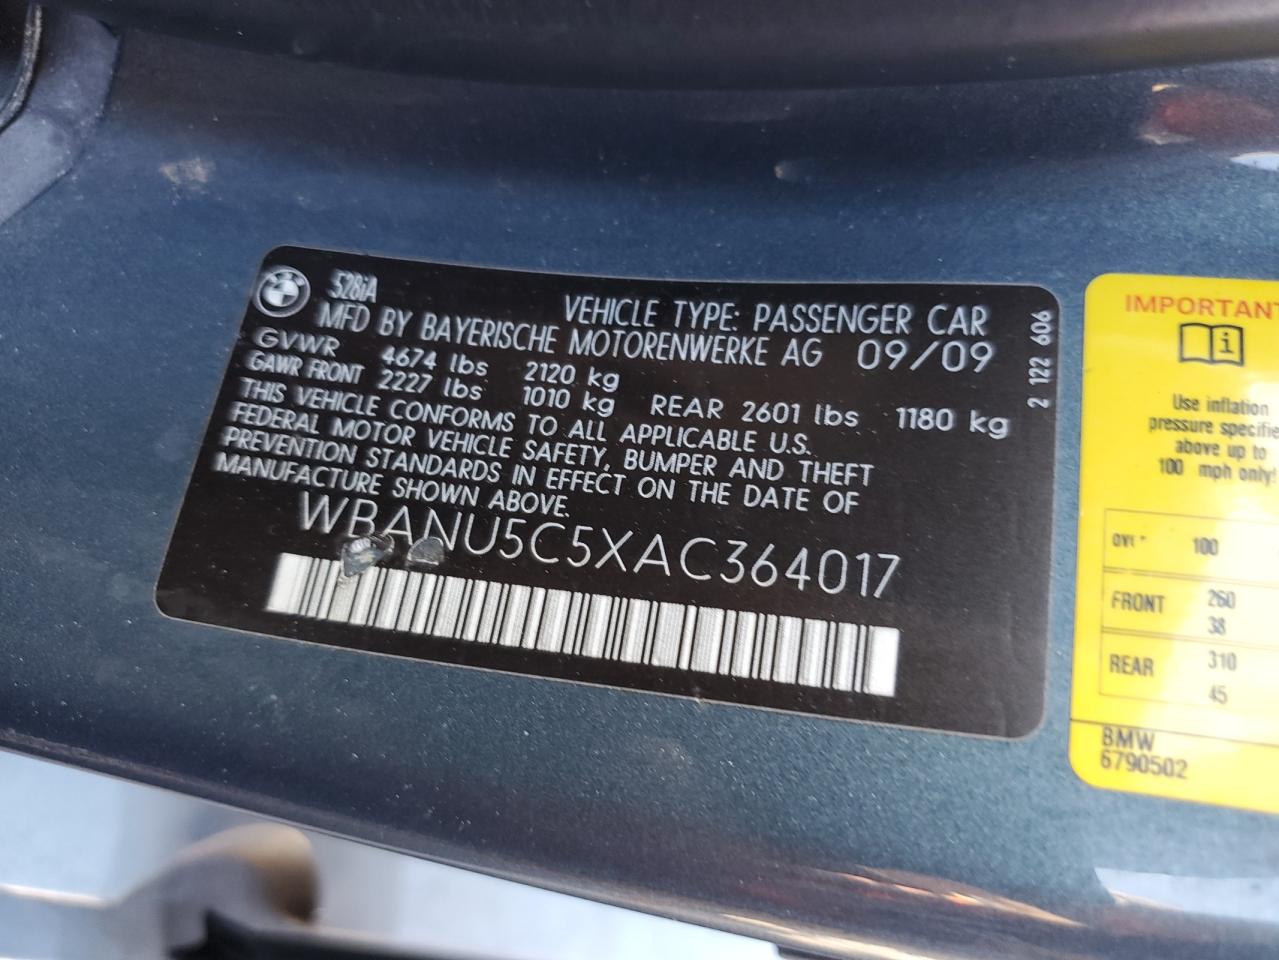 528iA
VEHICLE TYPE: PASSENGER CAR
MFD BY BAYERISCHE MOTORENWERKE AG 09/09
GVWR 4674 lbs 2120 kg
GAWR FRONT 2227 lbs 1010 kg REAR 2601 lbs 1180 kg
THIS VEHICLE CONFORMS TO ALL APPLICABLE U.S.
FEDERAL MOTOR VEHICLE SAFETY, BUMPER AND THEFT
PREVENTION STANDARDS IN EFFECT ON THE DATE OF
MANUFACTURE SHOWN ABOVE.
WBANU5C5XAC364017
2 122 606
IMPORTANT
i
Use inflation
pressure specifie
above up to
100 mph only!
100
FRONT 260
38
REAR 310
45
BMW
6790502